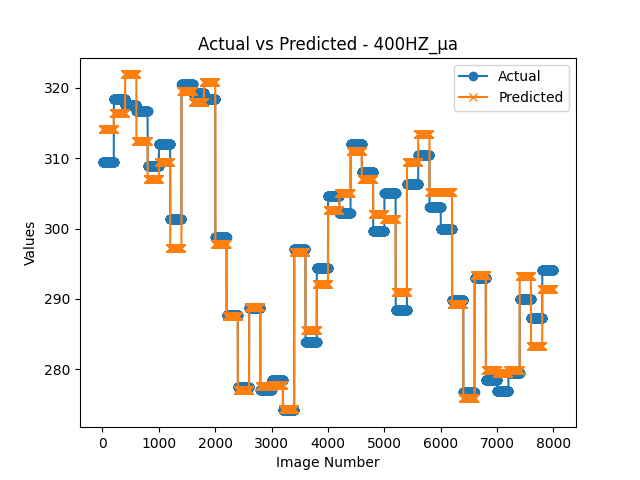 Actual vs Predicted - 400HZ_μa
Actual
Predicted
Values
320
310
300
290
280
0 1000 2000 3000 4000 5000 6000 7000 8000
Image Number